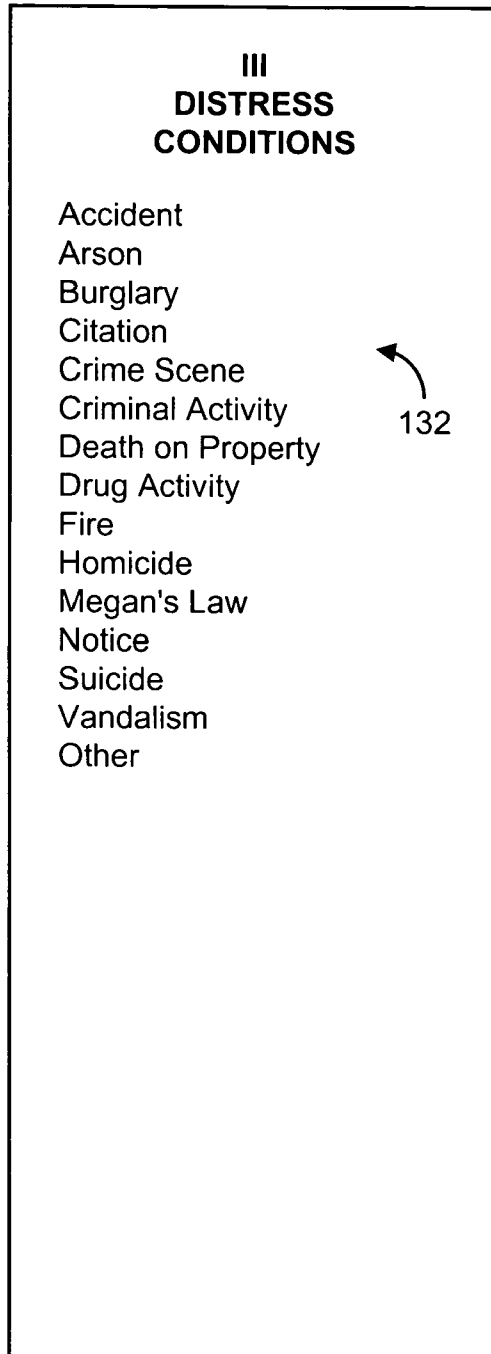 III
DISTRESS
CONDITIONS
Accident
Arson
Burglary
Citation
Crime Scene
Criminal Activity
132
Death on Property
Drug Activity
Fire
Homicide
Megan's Law
Notice
Suicide
Vandalism
Other